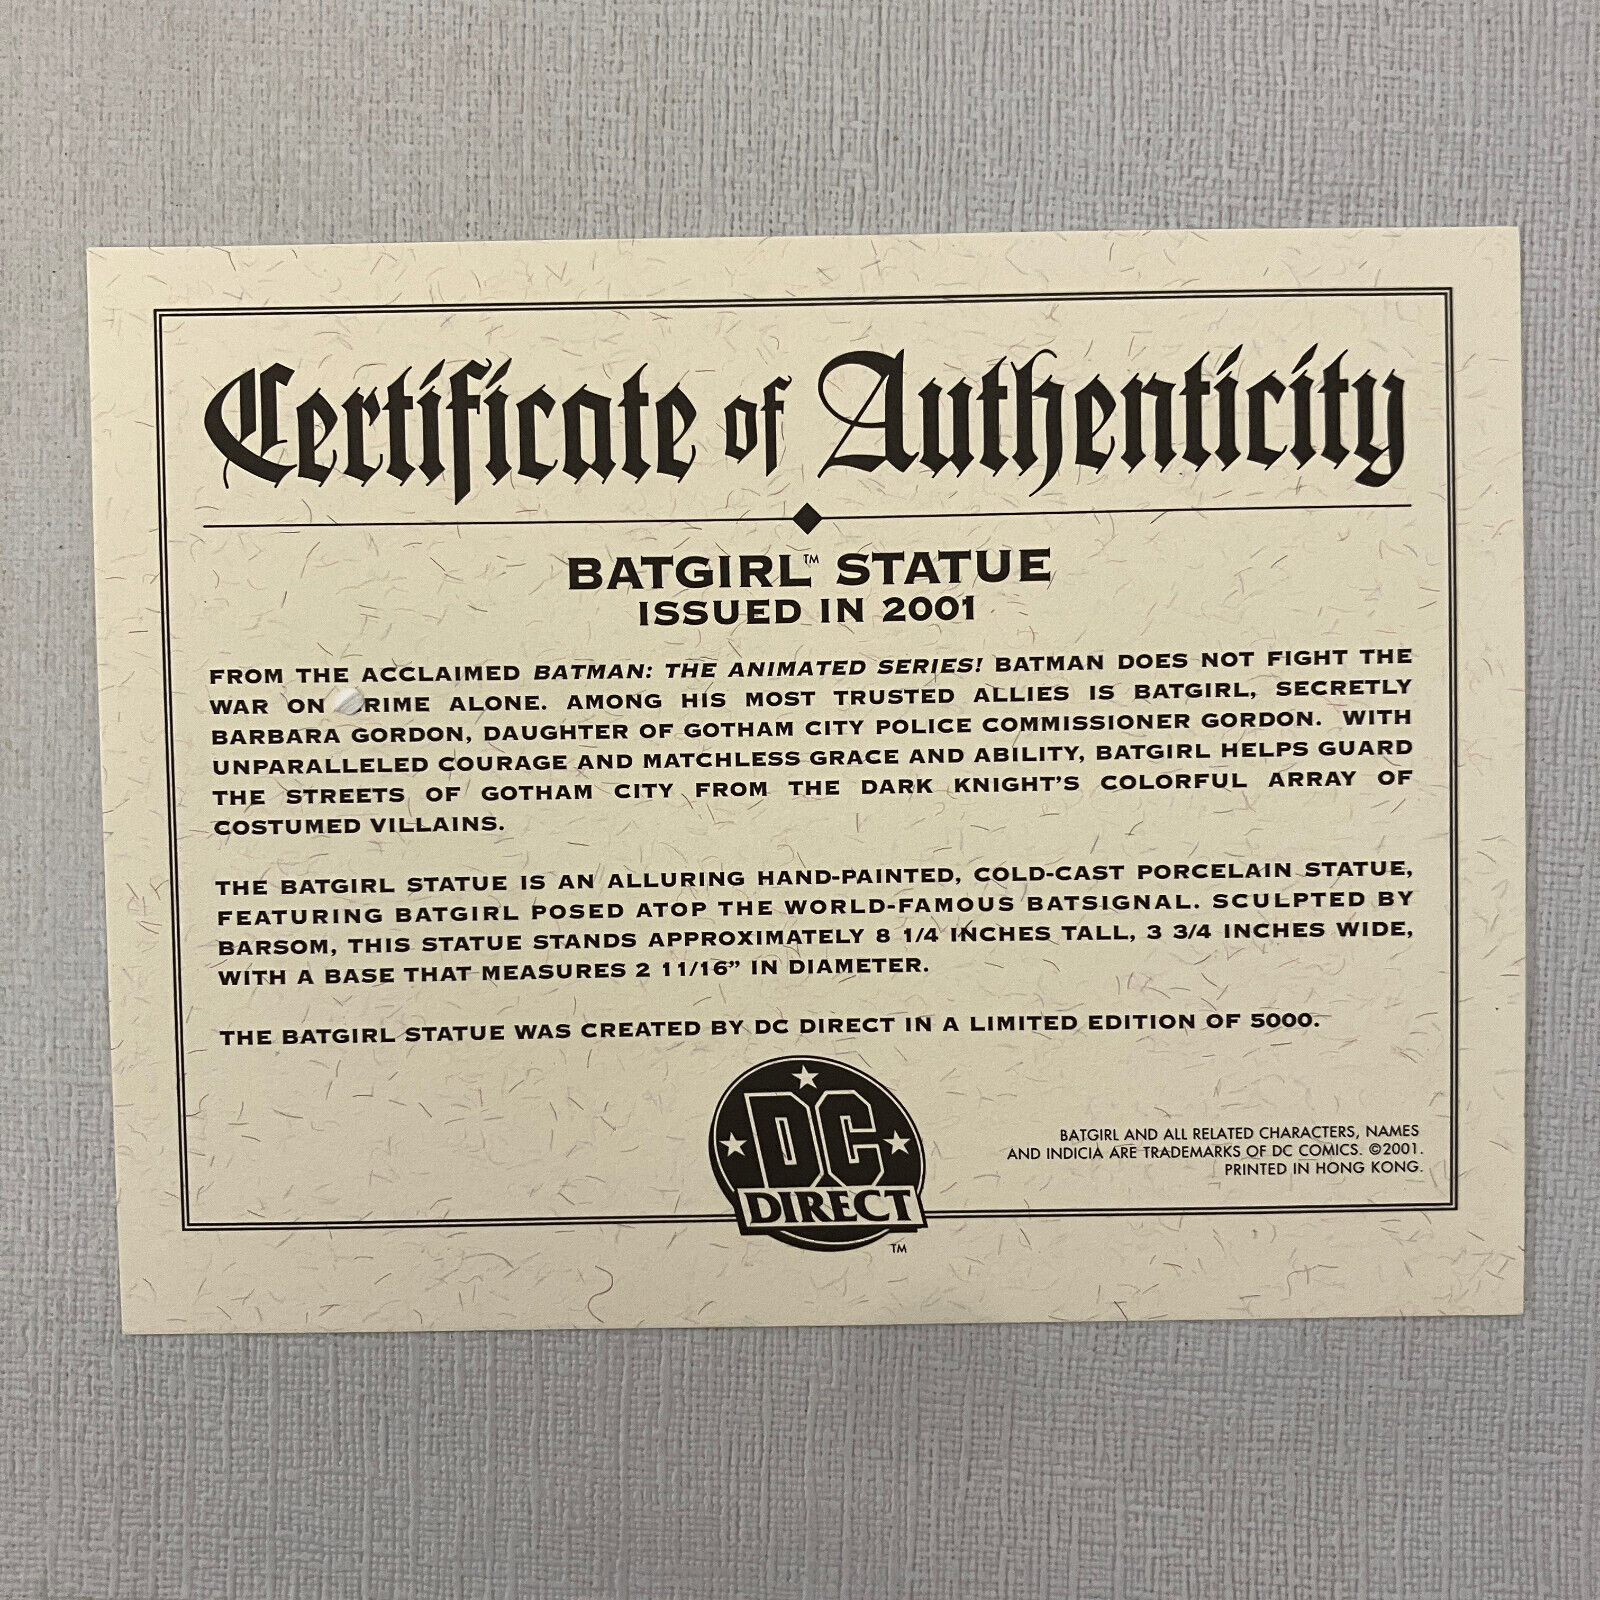 Certificate of Authenticity
BATGIRL™ STATUE
ISSUED IN 2001
FROM THE ACCLAIMED BATMAN: THE ANIMATED SERIES! BATMAN DOES NOT FIGHT THE
WAR ON RIME ALONE. AMONG HIS MOST TRUSTED ALLIES IS BATGIRL, SECRETLY
BARBARA GORDON, DAUGHTER OF GOTHAM CITY POLICE COMMISSIONER GORDON. WITH
UNPARALLELED COURAGE AND MATCHLESS GRACE AND ABILITY, BATGIRL HELPS GUARD
THE STREETS OF GOTHAM CITY FROM THE DARK KNIGHT'S COLORFUL ARRAY OF
COSTUMED VILLAINS.
THE BATGIRL STATUE IS AN ALLURING HAND-PAINTED, COLD-CAST PORCELAIN STATUE,
FEATURING BATGIRL POSED ATOP THE WORLD-FAMOUS BATSIGNAL. SCULPTED BY
BARSOM, THIS STATUE STANDS APPROXIMATELY 8 1/4 INCHES TALL, 3 3/4 INCHES WIDE,
WITH A BASE THAT MEASURES 2 11/16” IN DIAMETER.
THE BATGIRL STATUE WAS CREATED BY DC DIRECT IN A LIMITED EDITION OF 5000.
DC
DIRECT
™
BATGIRL AND ALL RELATED CHARACTERS, NAMES
AND INDICIA ARE TRADEMARKS OF DC COMICS. ©2001.
PRINTED IN HONG KONG.